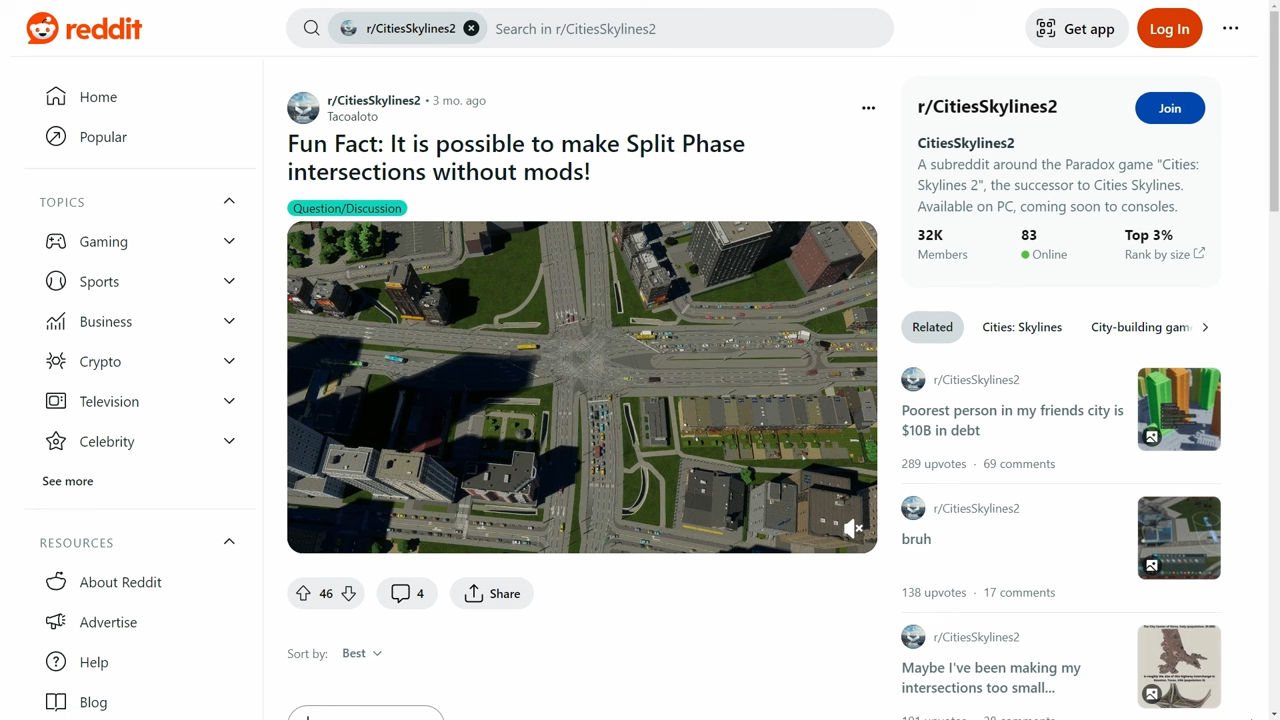 reddit
r/CitiesSkylines2
Search in r/CitiesSkylines2
Get app
Log In
Home
Popular
TOPICS
Gaming
Sports
Business
Crypto
Television
Celebrity
See more
RESOURCES
About Reddit
Advertise
Help
Blog
r/CitiesSkylines2 • 3 mo. ago
Tacoaloto
Fun Fact: It is possible to make Split Phase
intersections without mods!
Question/Discussion
46
4
Share
Sort by: Best
r/CitiesSkylines2
Join
CitiesSkylines2
A subreddit around the Paradox game "Cities:
Skylines 2", the successor to Cities Skylines.
Available on PC, coming soon to consoles.
32K 83 Top 3%
Members Online Rank by size
Related Cities: Skylines City-building gam
r/CitiesSkylines2
Poorest person in my friends city is
$10B in debt
289 upvotes · 69 comments
r/CitiesSkylines2
bruh
138 upvotes · 17 comments
r/CitiesSkylines2
Maybe I've been making my
intersections too small...